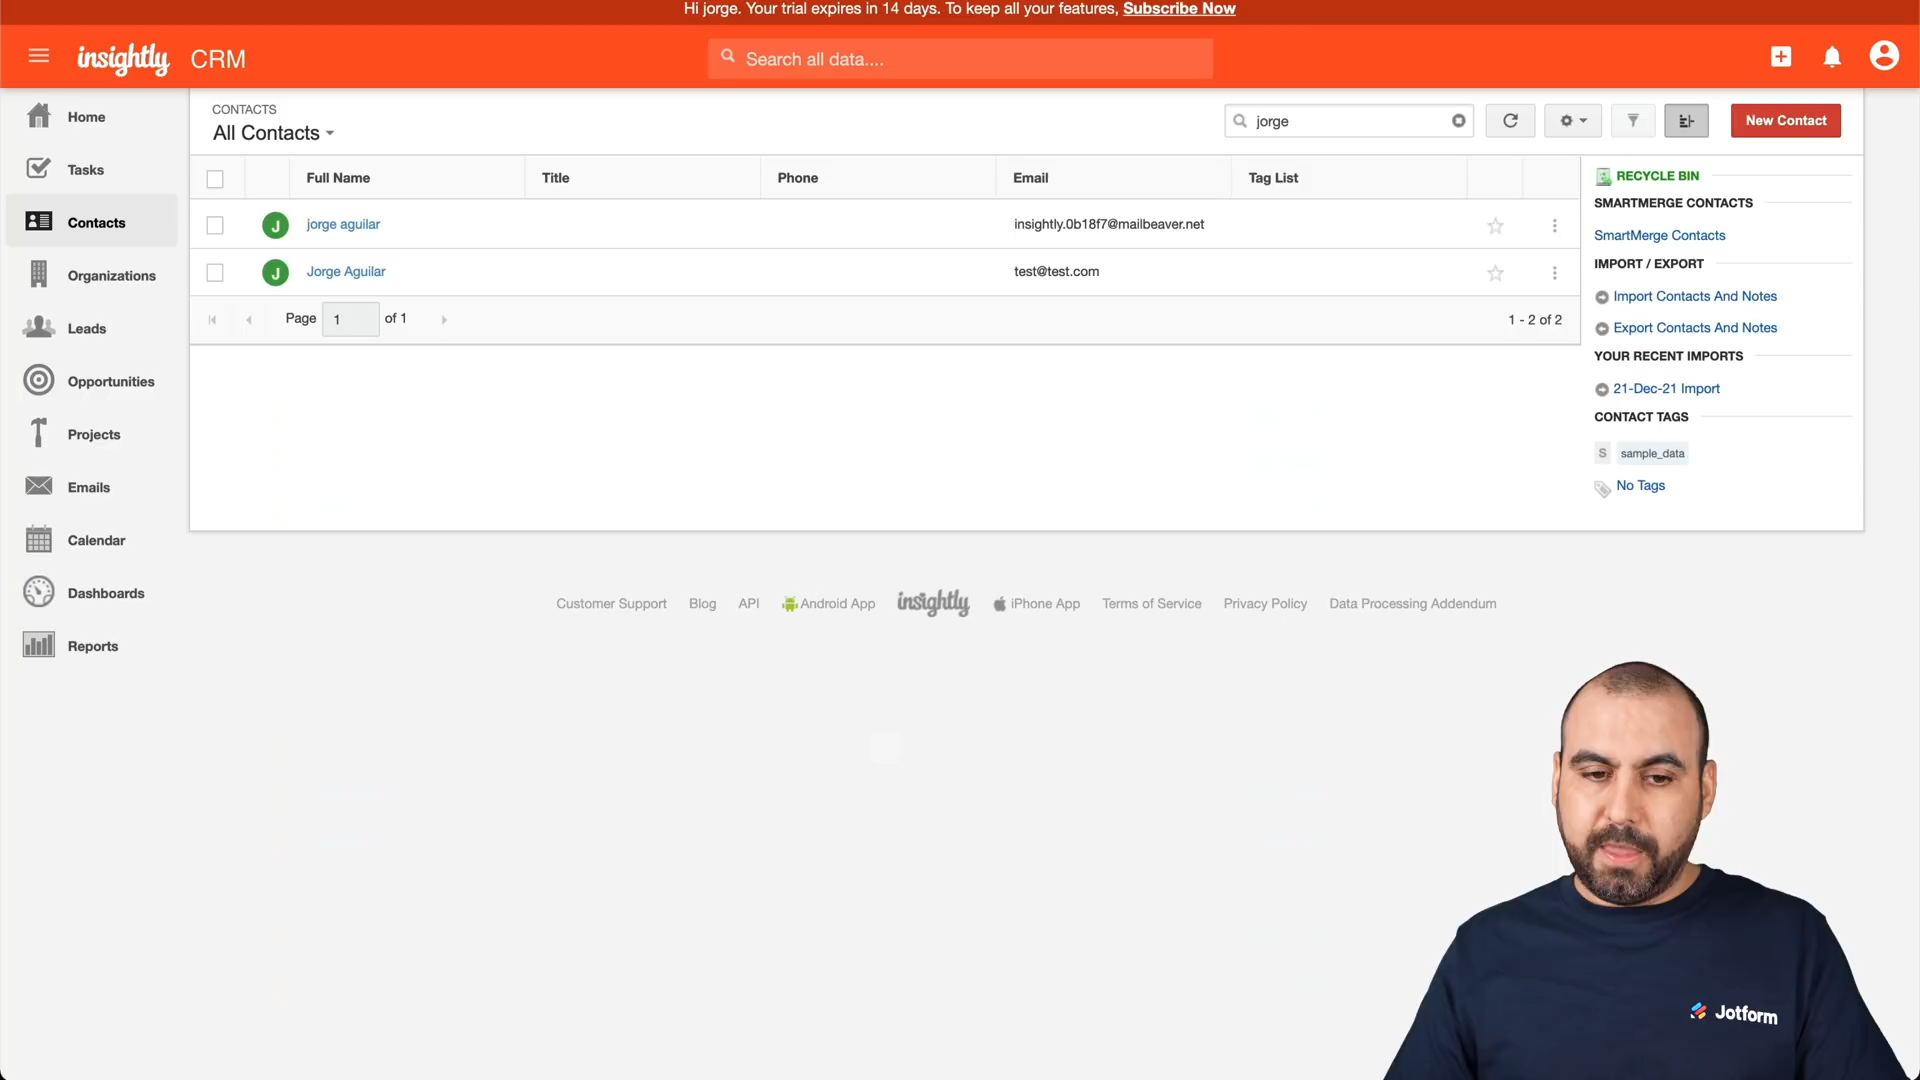 Hi jorge. Your trial expires in 14 days. To keep all your features, Subscribe Now
insightly CRM
Search all data....
Home
Tasks
Contacts
Organizations
Leads
Opportunities
Projects
Emails
Calendar
Dashboards
Reports
CONTACTS
All Contacts
jorge
New Contact
Full Name Title Phone Email Tag List
J jorge aguilar insightly.0b18f7@mailbeaver.net
J Jorge Aguilar test@test.com
Page 1 of 1
1 - 2 of 2
RECYCLE BIN
SMARTMERGE CONTACTS
SmartMerge Contacts
IMPORT / EXPORT
Import Contacts And Notes
Export Contacts And Notes
YOUR RECENT IMPORTS
21-Dec-21 Import
CONTACT TAGS
S sample_data
No Tags
Customer Support Blog API Android App insightly iPhone App Terms of Service Privacy Policy Data Processing Addendum
Jotform